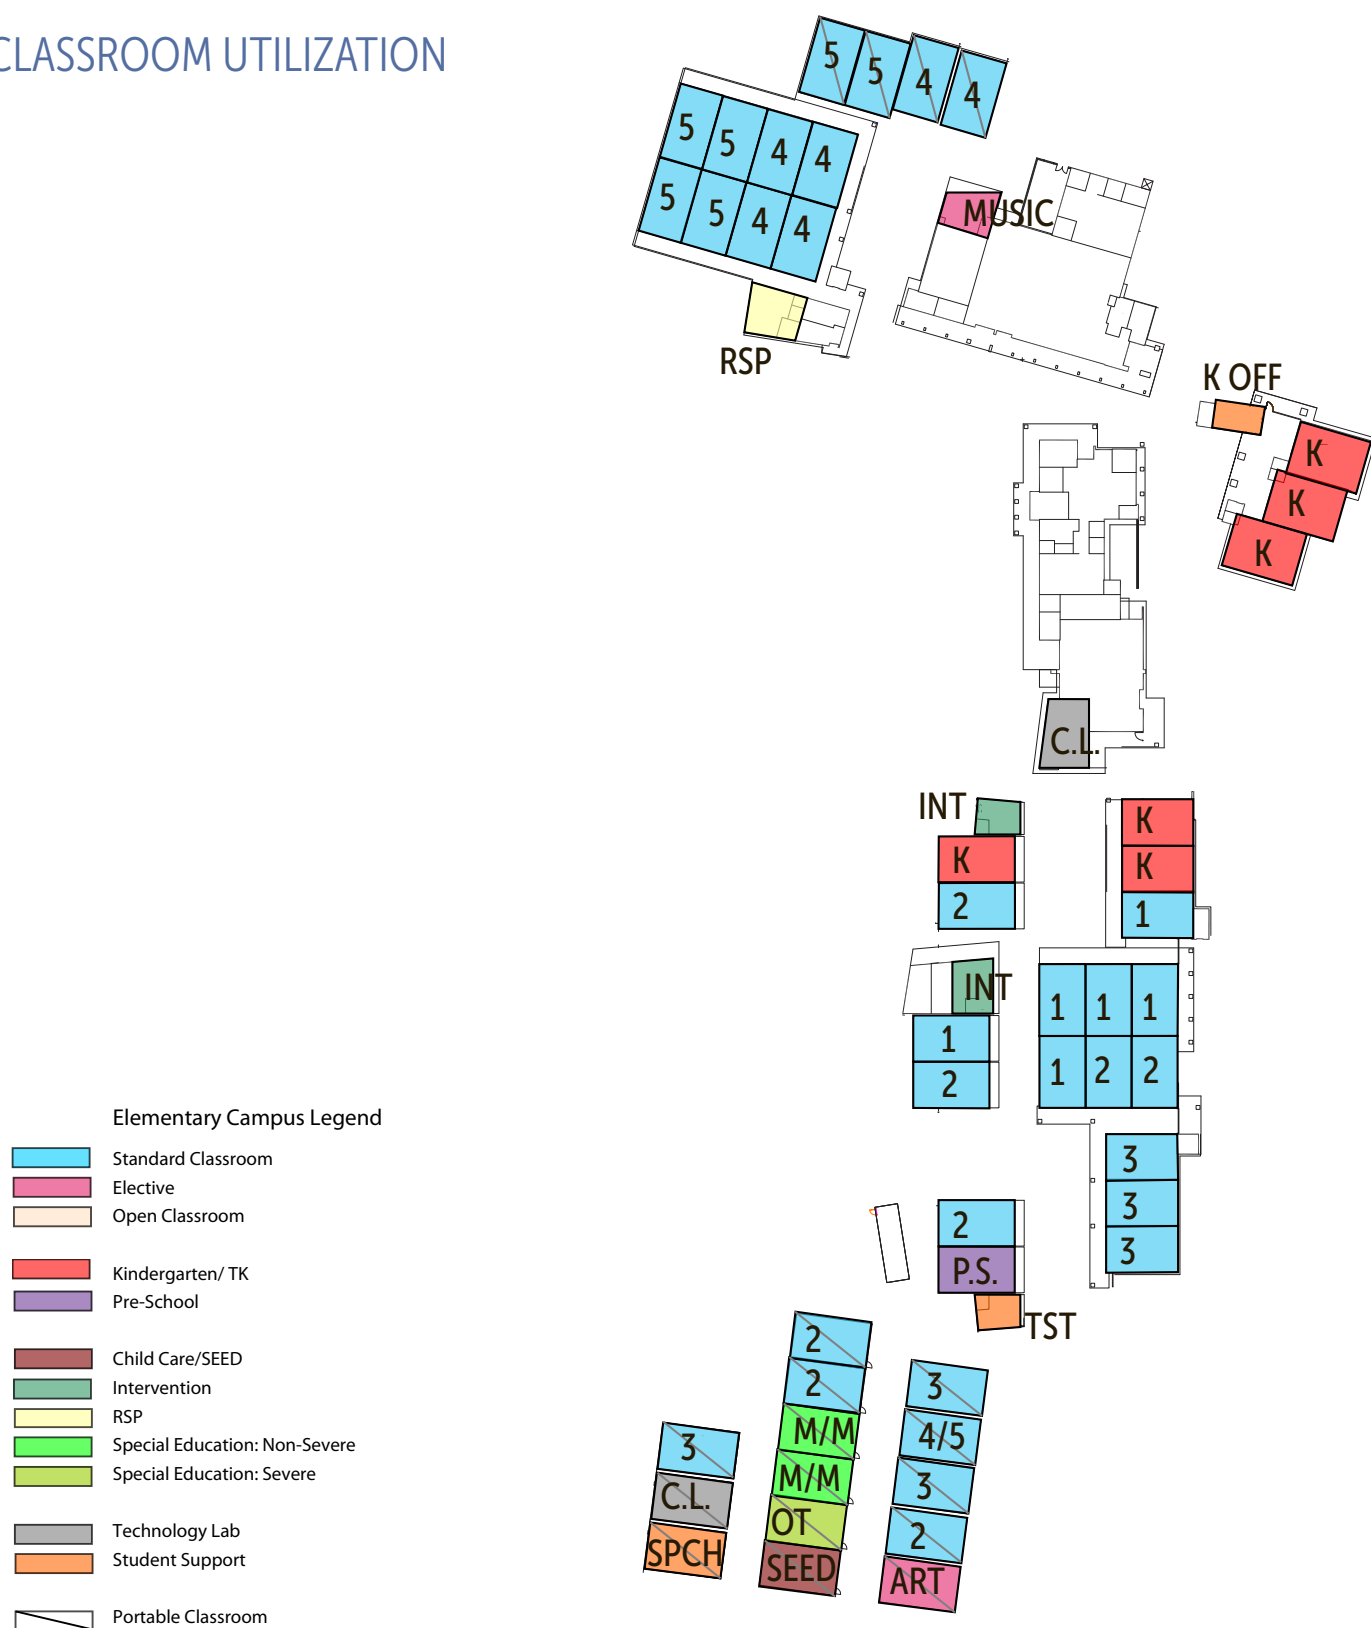 CLASSROOM UTILIZATION
5 5 4 4
5 5 4 4
5 5 4 4
MUSIC
RSP
K OFF
K
K
K
C.L.
INT
K
2
K
K
1
INT
1
2
1 1 1
1 2 2
3
3
3
2
P.S.
TST
2
2
M/M
M/M
OT
SEED
3
4/5
3
2
ART
3
C.L.
SPCH
Elementary Campus Legend
Standard Classroom
Elective
Open Classroom
Kindergarten/ TK
Pre-School
Child Care/SEED
Intervention
RSP
Special Education: Non-Severe
Special Education: Severe
Technology Lab
Student Support
Portable Classroom